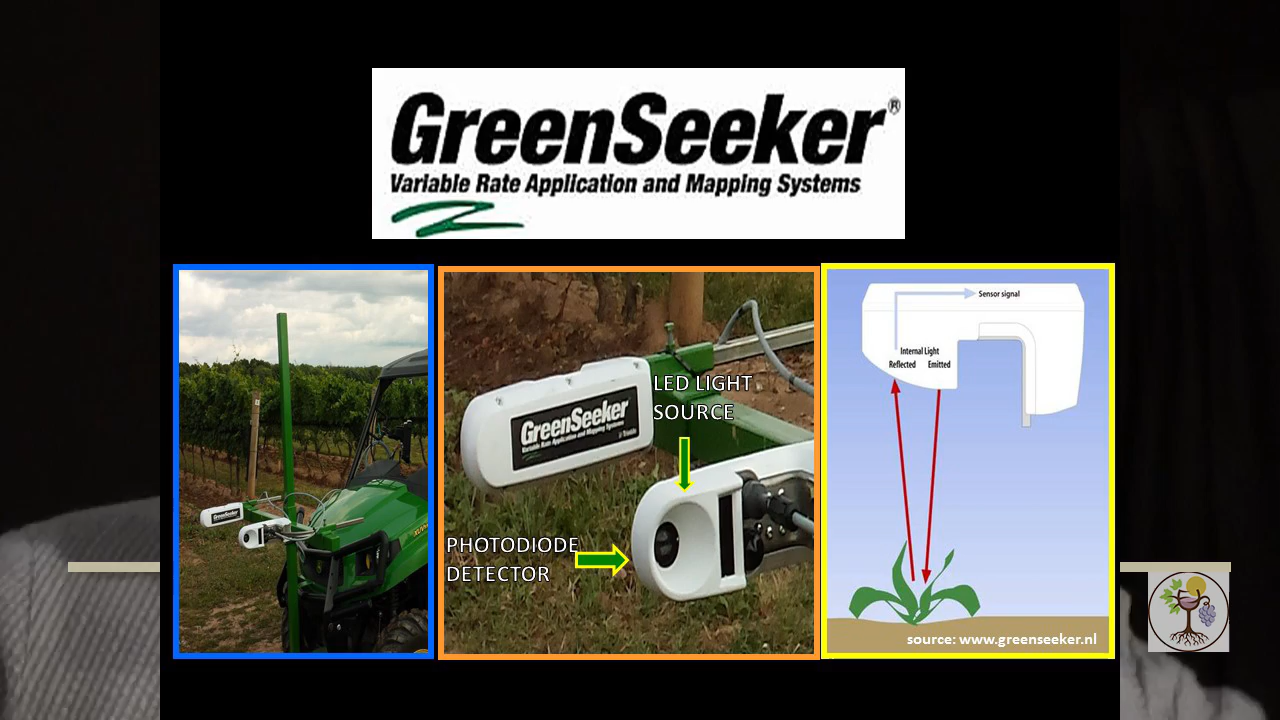 GreenSeeker®
Variable Rate Application and Mapping Systems
GreenSeeker
GreenSeeker
Variable Rate Application and Mapping Systems
Trimble
LED LIGHT
SOURCE
PHOTODIODE
DETECTOR
Sensor signal
Internal Light
Reflected Emitted
source: www.greenseeker.nl